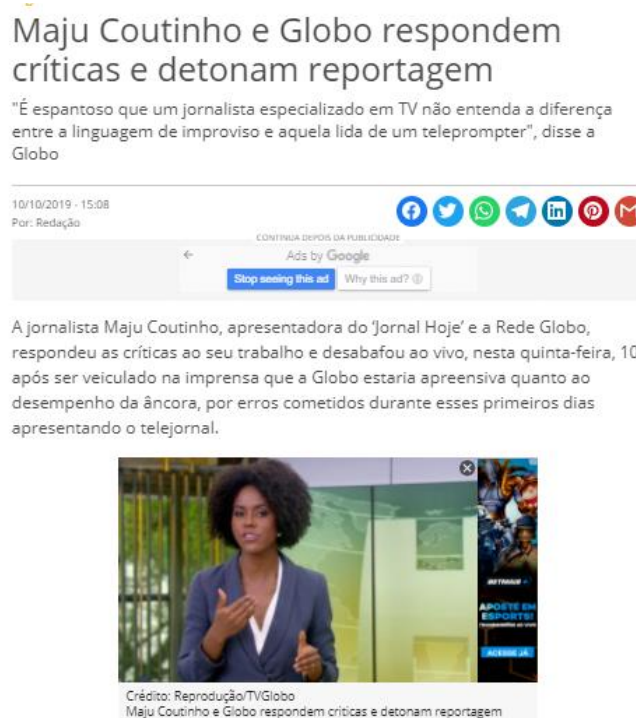 Maju Coutinho e Globo respondem
críticas e detonam reportagem
"É espantoso que um jornalista especializado em TV não entenda a diferença
entre a linguagem de improviso e aquela lida de um teleprompter", disse a
Globo
10/10/2019 - 15:08
Por: Redação
CONTINUA DEPOIS DA PUBLICIDADE
Ads by Google
Stop seeing this ad
Why this ad?
A jornalista Maju Coutinho, apresentadora do 'Jornal Hoje' e a Rede Globo,
respondeu as críticas ao seu trabalho e desabafou ao vivo, nesta quinta-feira, 10
após ser veiculado na imprensa que a Globo estaria apreensiva quanto ao
desempenho da âncora, por erros cometidos durante esses primeiros dias
apresentando o telejornal.
APOSTE EM
ESPORTS!
ACESSE JÁ
Crédito: Reprodução/TVGlobo
Maju Coutinho e Globo respondem criticas e detonam reportagem